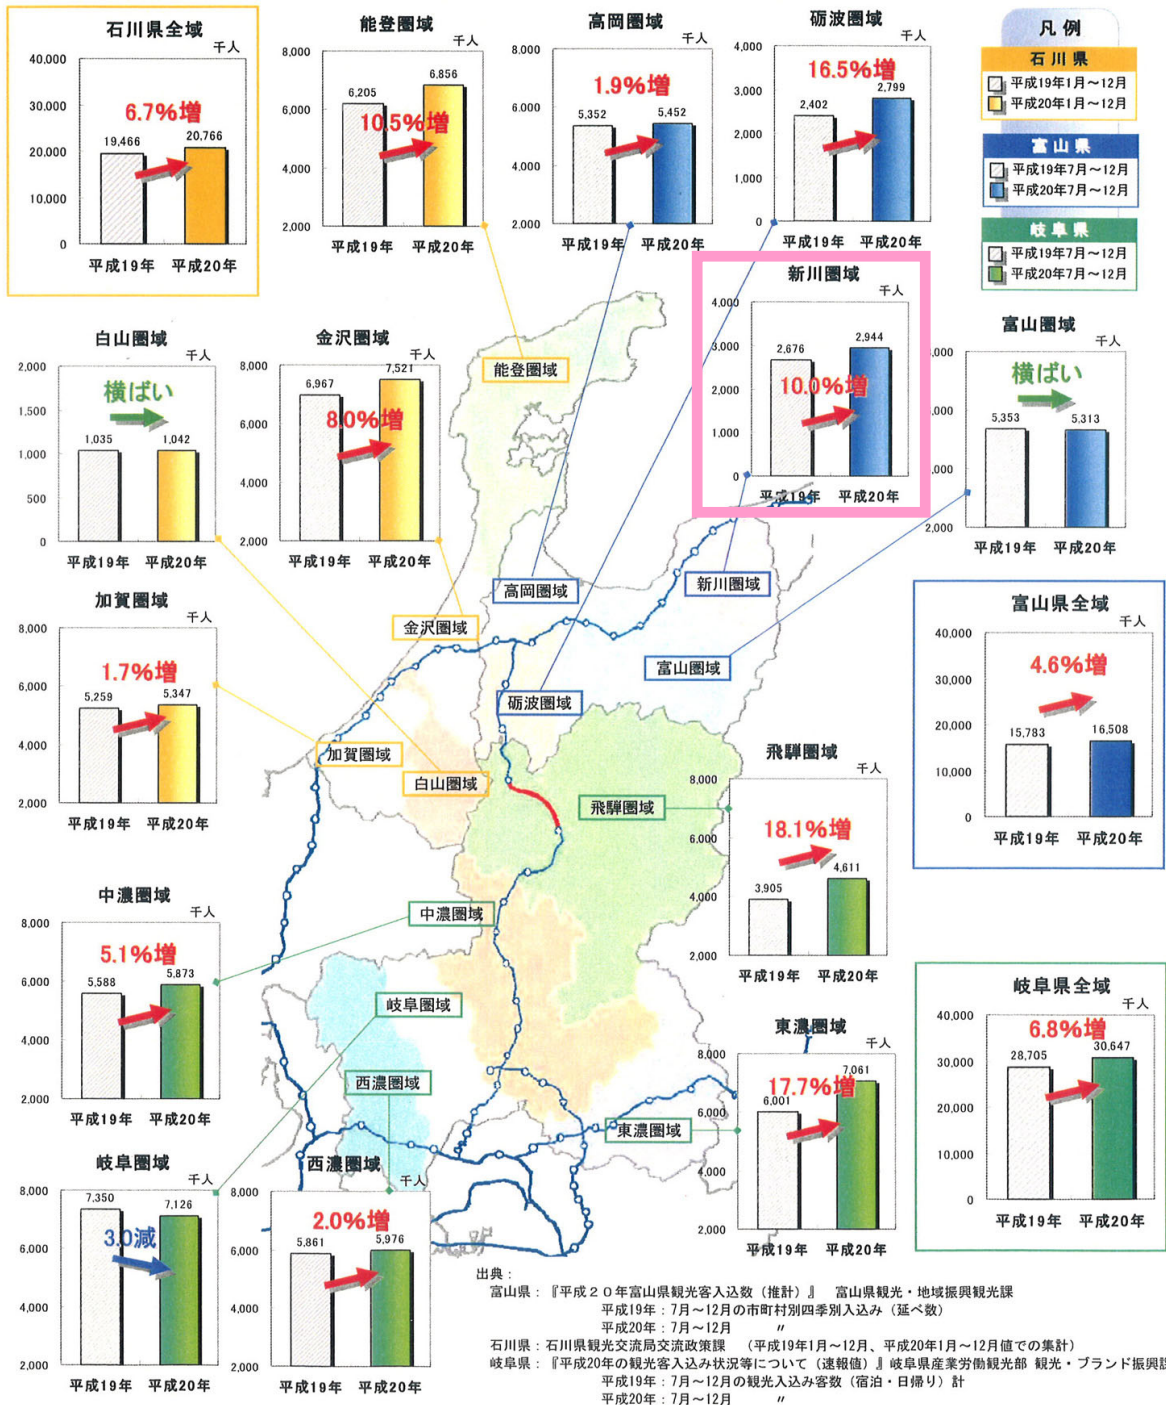 石川県全域
千人
40,000
30,000
20,000
10,000
0
6.7%増
19,466
20,766
平成19年 平成20年
能登圏域
千人
8,000
6,000
4,000
2,000
6,205
6,856
10.5%増
平成19年 平成20年
高岡圏域
千人
8,000
6,000
4,000
2,000
1.9%増
5,352
5,452
平成19年 平成20年
砺波圏域
千人
4,000
3,000
2,000
1,000
0
16.5%増
2,402
2,799
平成19年 平成20年
凡例
石川県
平成19年1月～12月
平成20年1月～12月
富山県
平成19年7月～12月
平成20年7月～12月
岐阜県
平成19年7月～12月
平成20年7月～12月
白山圏域
千人
2,000
1,500
1,000
500
0
横ばい
1,035
1,042
平成19年 平成20年
金沢圏域
千人
8,000
4,000
2,000
6,967
7,521
8.0%増
平成19年 平成20年
新川圏域
千人
4,000
3,000
2,000
1,000
0
2,676
2,944
10.0%増
平成19年 平成20年
富山圏域
千人
2,000
横ばい
5,353
5,313
平成19年 平成20年
加賀圏域
千人
8,000
6,000
4,000
2,000
1.7%増
5,259
5,347
平成19年 平成20年
富山県全域
千人
40,000
30,000
20,000
10,000
0
4.6%増
15,783
16,508
平成19年 平成20年
能登圏域
高岡圏域
新川圏域
金沢圏域
富山圏域
砺波圏域
加賀圏域
白山圏域
飛騨圏域
中濃圏域
岐阜圏域
西濃圏域
東濃圏域
飛騨圏域
千人
8,000
6,000
4,000
2,000
18.1%増
3,905
4,611
平成19年 平成20年
中濃圏域
千人
8,000
6,000
4,000
2,000
5.1%増
5,588
5,873
平成19年 平成20年
東濃圏域
千人
8,000
6,000
4,000
2,000
17.7%増
6,001
7,061
平成19年 平成20年
岐阜県全域
千人
40,000
30,000
20,000
10,000
0
6.8%増
28,705
30,647
平成19年 平成20年
岐阜圏域
千人
8,000
6,000
4,000
2,000
7,350
7,126
3.0減
平成19年 平成20年
西濃圏域
千人
8,000
6,000
4,000
2,000
2.0%増
5,861
5,976
平成19年 平成20年
出典：
富山県：『平成２０年富山県観光客入込数（推計）』 富山県観光・地域振興観光課
平成19年：7月～12月の市町村別四季別入込み（延べ数）
平成20年：7月～12月 〃
石川県：石川県観光交流局交流政策課 （平成19年1月～12月、平成20年1月～12月値での集計）
岐阜県：『平成20年の観光客入込み状況等について（速報値）』岐阜県産業労働観光部 観光・ブランド振興課
平成19年：7月～12月の観光入込み客数（宿泊・日帰り）計
平成20年：7月～12月 〃